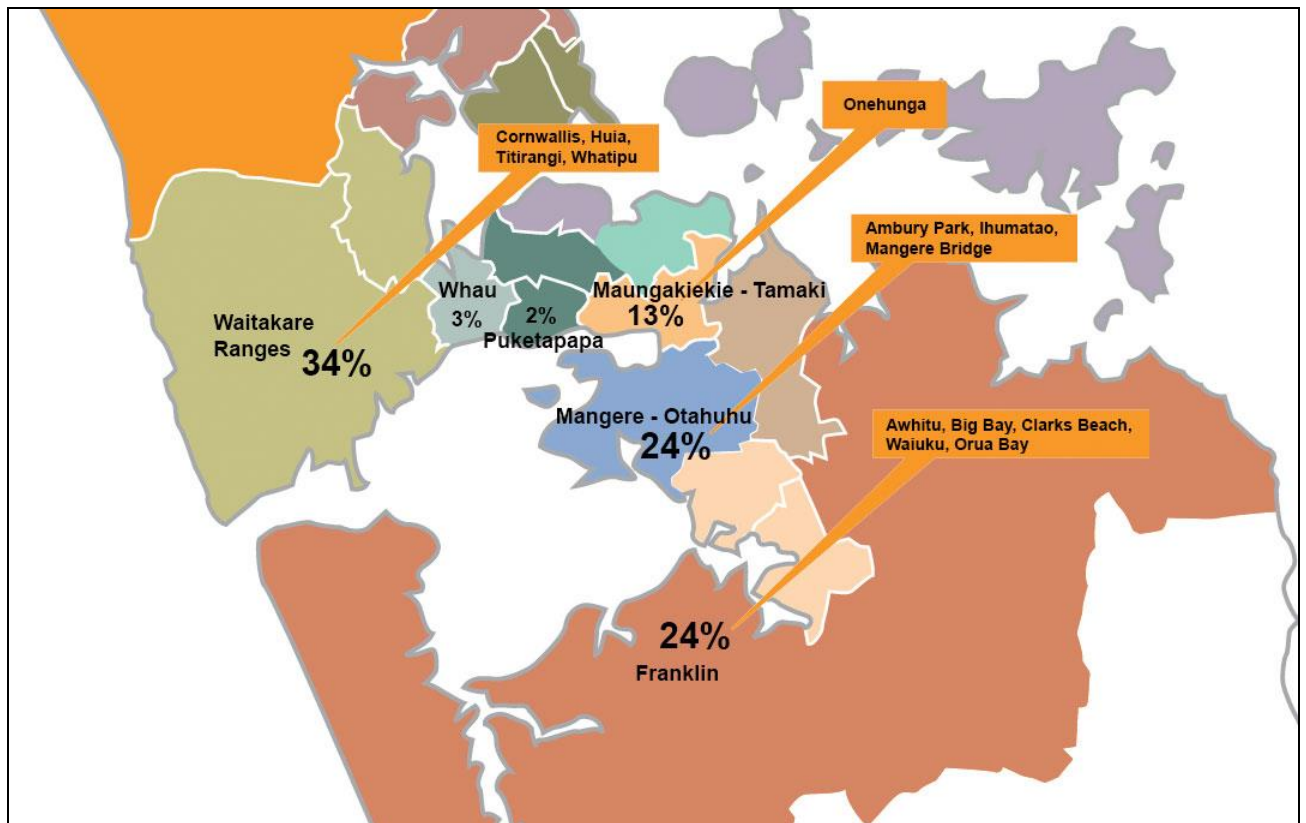 Onehunga
Cornwallis, Huia,
Titirangi, Whatipu
Ambury Park, Ihumatao,
Mangere Bridge
Whau
3%
2%
Puketapapa
Maungakiekie - Tamaki
13%
Waitakare
Ranges
34%
Mangere - Otahuhu
24%
Awhitu, Big Bay, Clarks Beach,
Waiuku, Orua Bay
24%
Franklin